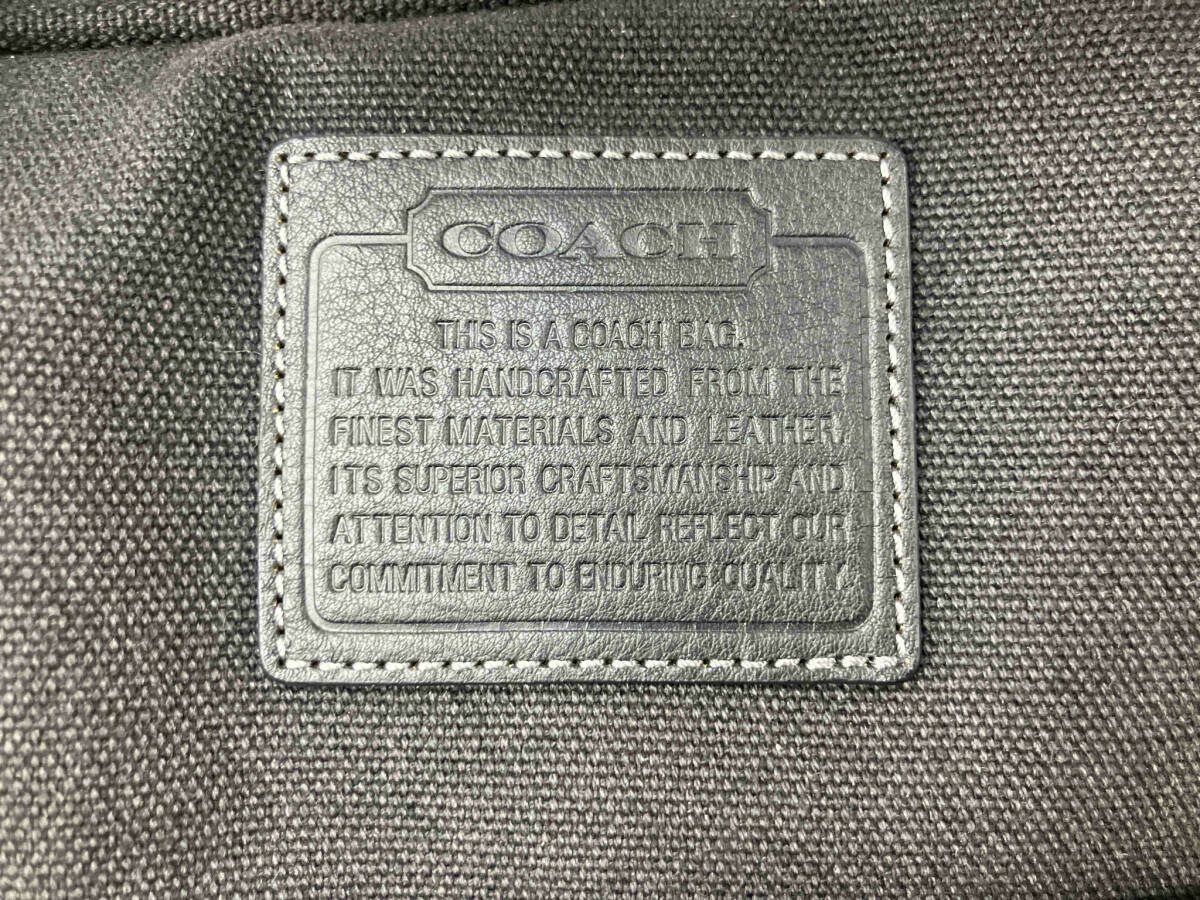 COACH
THIS IS A COACH BAG.
IT WAS HANDCRAFTED FROM THE
FINEST MATERIALS AND LEATHER.
ITS SUPERIOR CRAFTSMANSHIP AND
ATTENTION TO DETAIL REFLECT OUR
COMMITMENT TO ENDURING QUALITY.